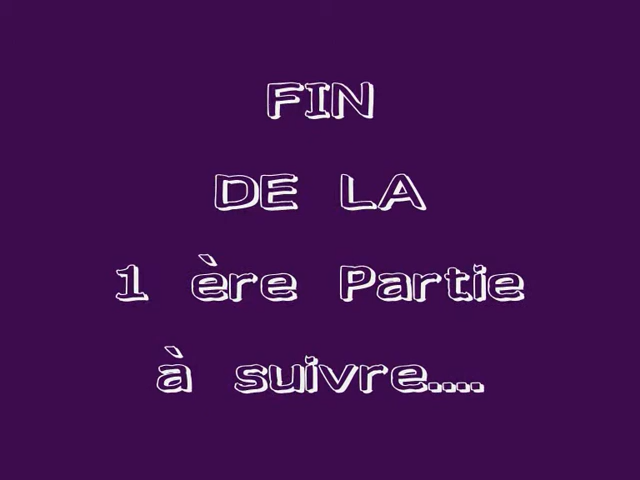 FIN
DE LA
1 ère Partie
à suivre....